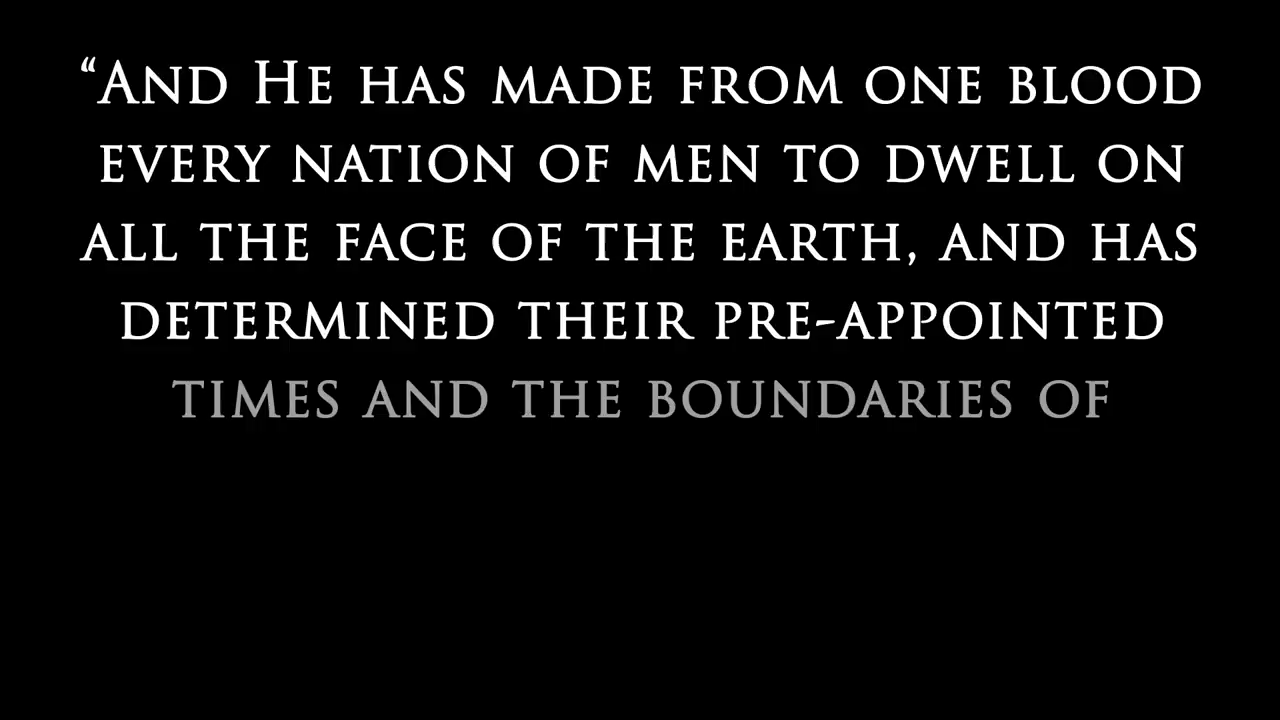 “And He has made from one blood
every nation of men to dwell on
all the face of the earth, and has
determined their pre-appointed
times and the boundaries of